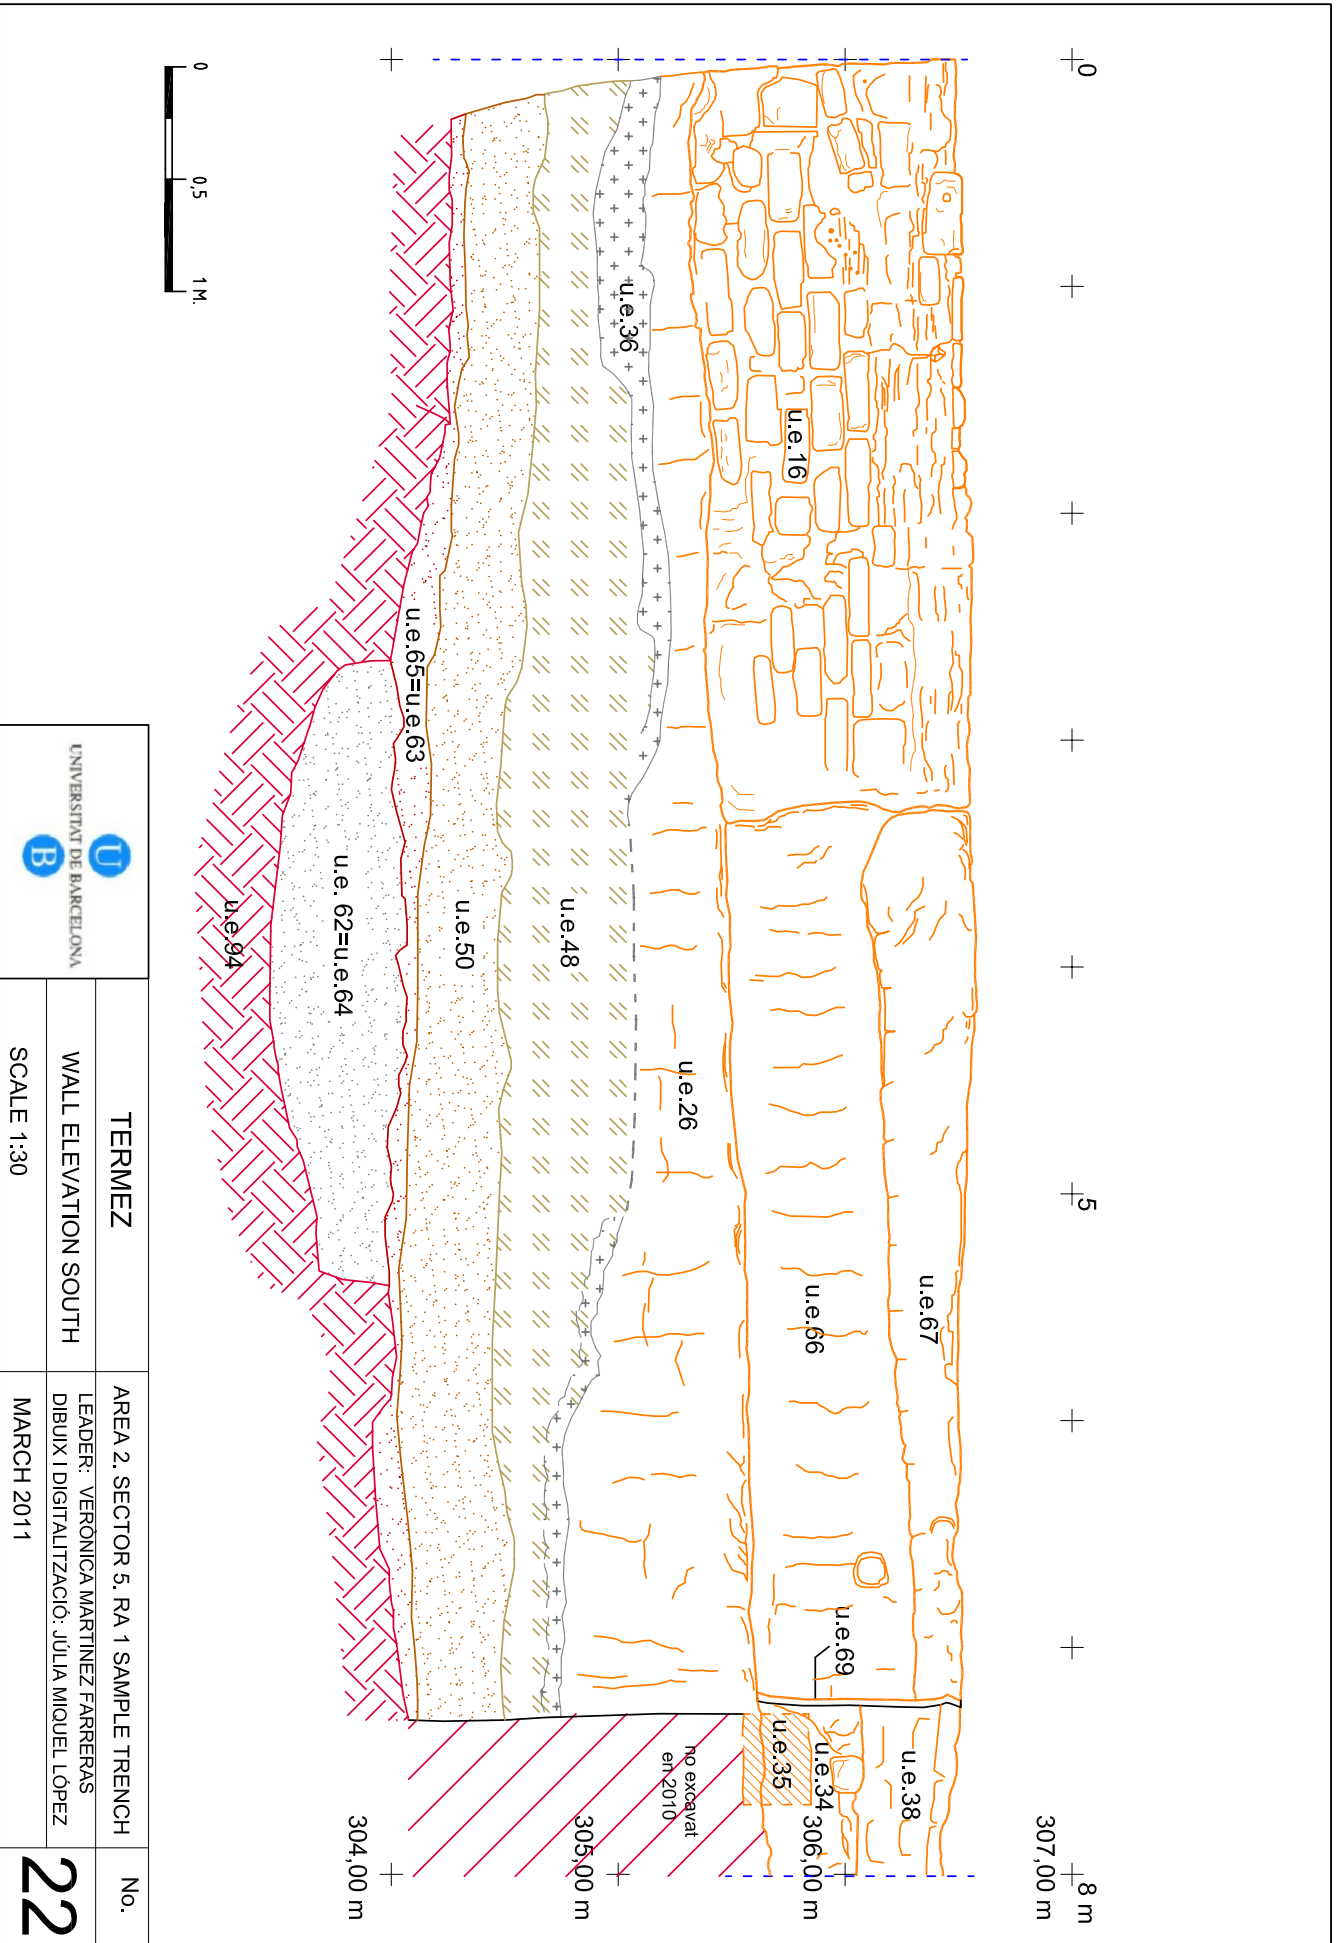 0
5
8 m
307,00 m
306,00 m
305,00 m
304,00 m
u.e.16
u.e.36
u.e.67
u.e.66
u.e.69
u.e.38
u.e.34
u.e.35
u.e.26
no excavat
en 2010
u.e.48
u.e.50
u.e.65=u.e.63
u.e. 62=u.e.64
u.e.94
0
0,5
1 M.
U
B
UNIVERSITAT DE BARCELONA
TERMEZ
WALL ELEVATION SOUTH
SCALE 1:30
AREA 2. SECTOR 5. RA 1 SAMPLE TRENCH
LEADER: VERÒNICA MARTINEZ FARRERAS
DIBUIX I DIGITALITZACIÓ: JÚLIA MIQUEL LÓPEZ
MARCH 2011
No.
22